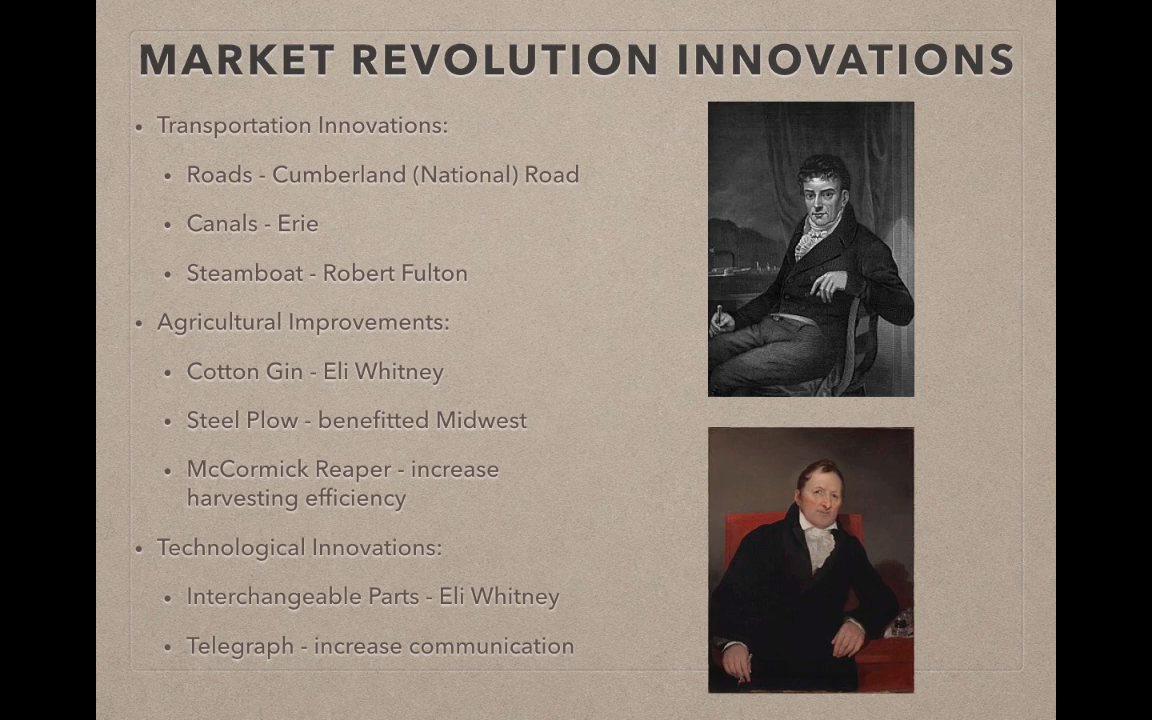 MARKET REVOLUTION INNOVATIONS
• Transportation Innovations:
• Roads - Cumberland (National) Road
• Canals - Erie
• Steamboat - Robert Fulton
• Agricultural Improvements:
• Cotton Gin - Eli Whitney
• Steel Plow - benefitted Midwest
• McCormick Reaper - increase
harvesting efficiency
• Technological Innovations:
• Interchangeable Parts - Eli Whitney
• Telegraph - increase communication